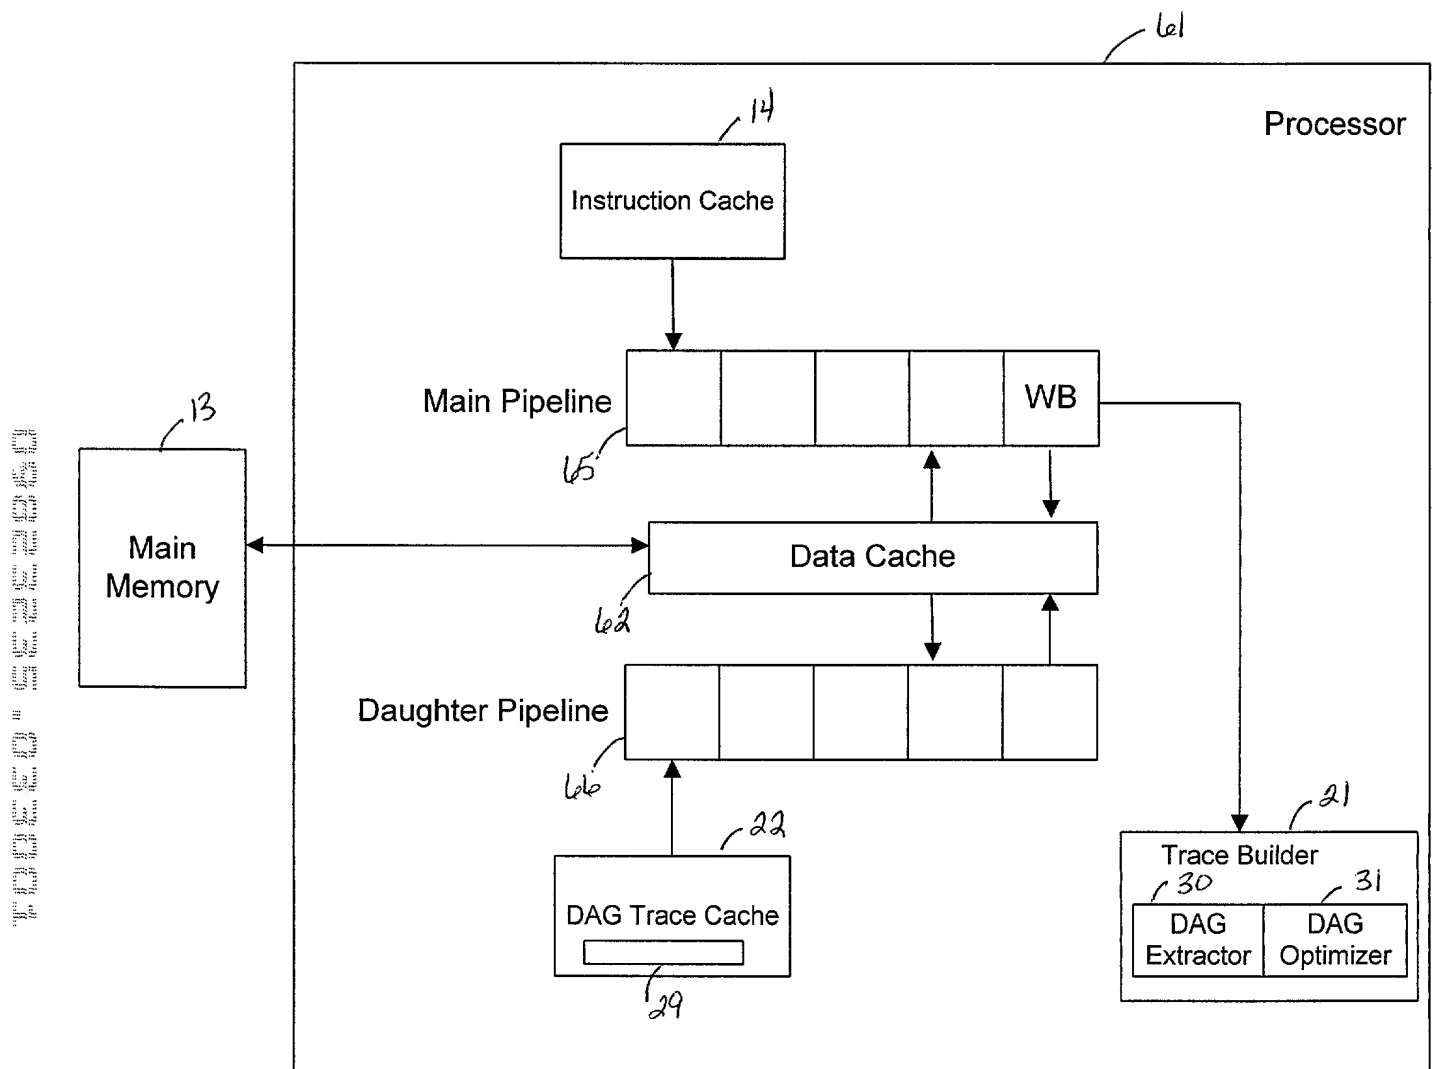 61
Processor
14
Instruction Cache
Main Pipeline
WB
65
13
Main
Memory
Data Cache
62
Daughter Pipeline
66
22
DAG Trace Cache
29
21
Trace Builder
30
31
DAG
Extractor
DAG
Optimizer